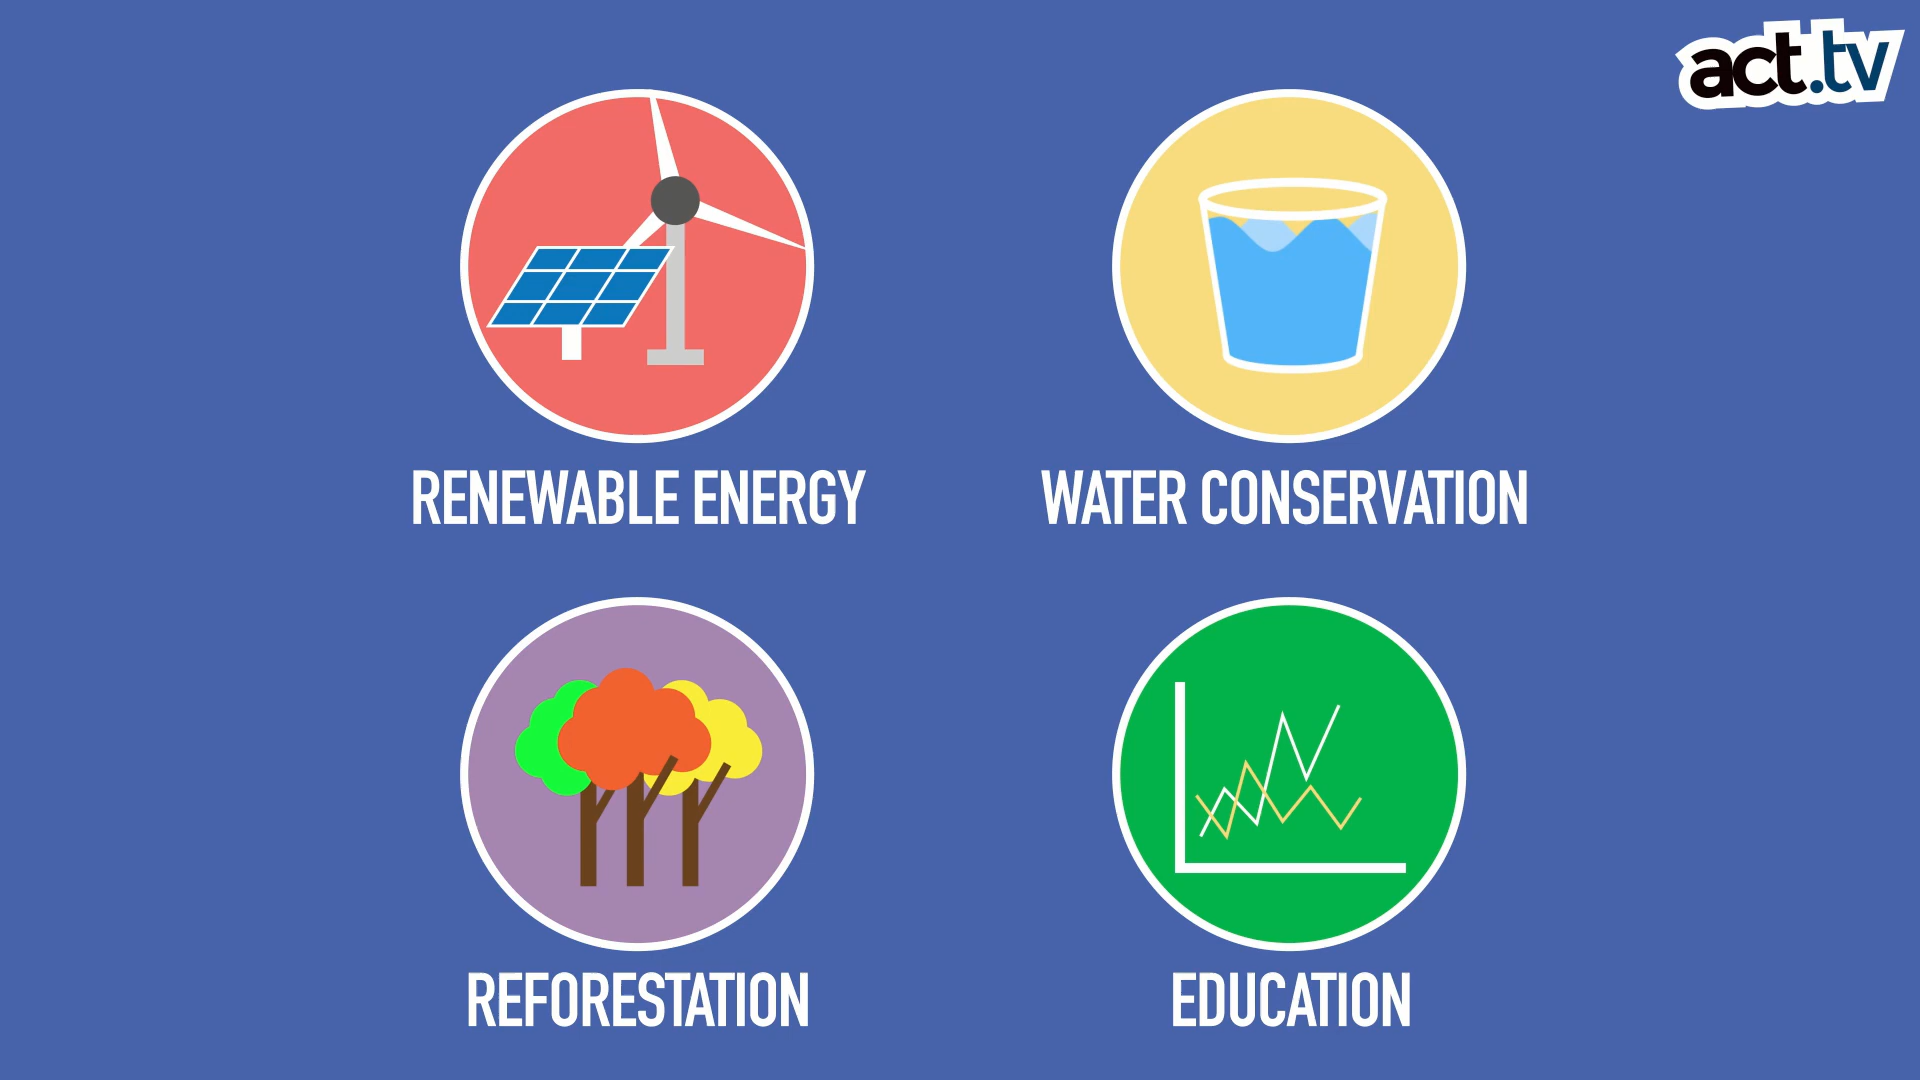 act.tv
RENEWABLE ENERGY
WATER CONSERVATION
REFORESTATION
EDUCATION